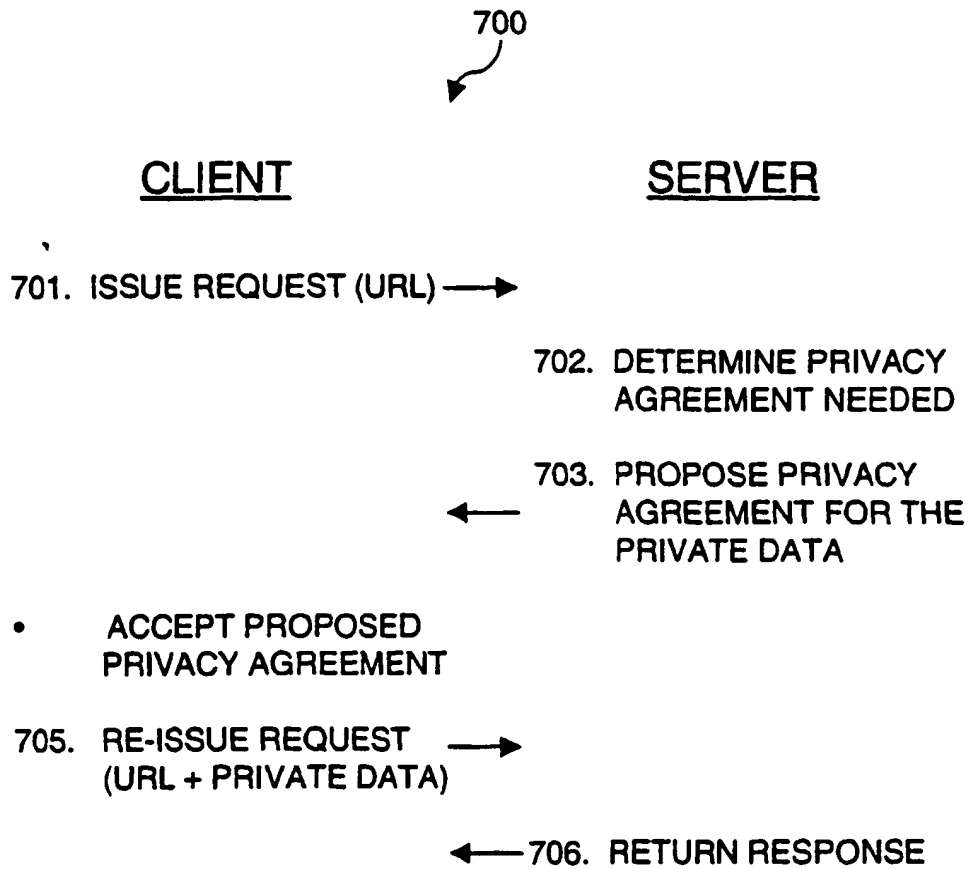 700
CLIENT SERVER
701. ISSUE REQUEST (URL)
702. DETERMINE PRIVACY
AGREEMENT NEEDED
703. PROPOSE PRIVACY
AGREEMENT FOR THE
PRIVATE DATA
• ACCEPT PROPOSED
PRIVACY AGREEMENT
705. RE-ISSUE REQUEST
(URL + PRIVATE DATA)
706. RETURN RESPONSE